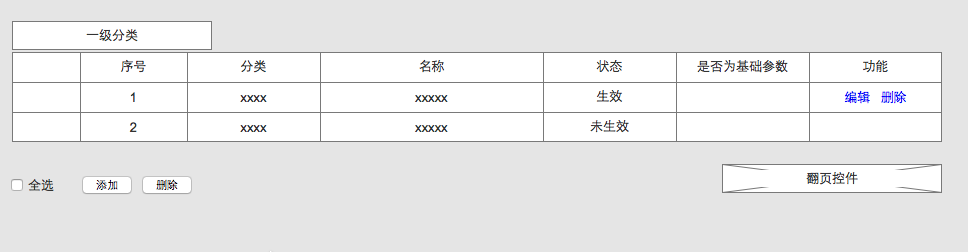 一级分类
序号 分类 名称 状态 是否为基础参数 功能
1 xxxx xxxxx 生效 编辑 删除
2 xxxx xxxxx 未生效
全选 添加 删除 翻页控件